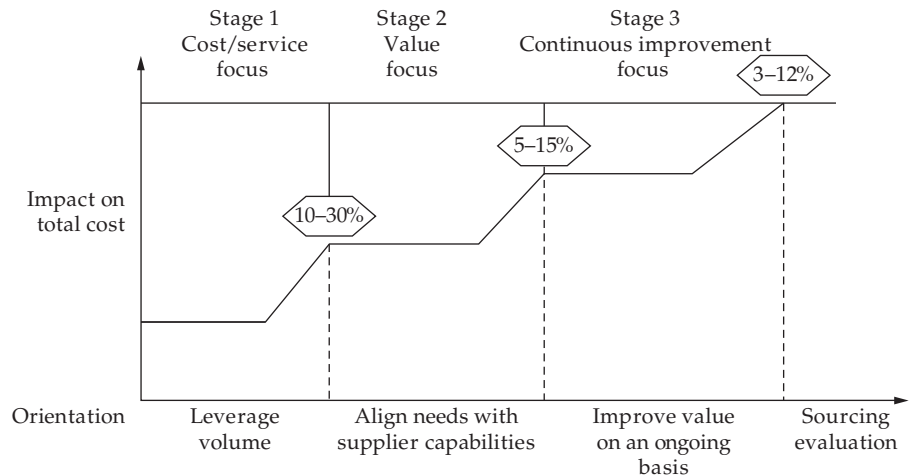 Stage 1
Cost/service
focus
Stage 2
Value
focus
Stage 3
Continuous improvement
focus
3–12%
5–15%
10–30%
Impact on
total cost
Orientation
Leverage
volume
Align needs with
supplier capabilities
Improve value
on an ongoing
basis
Sourcing
evaluation